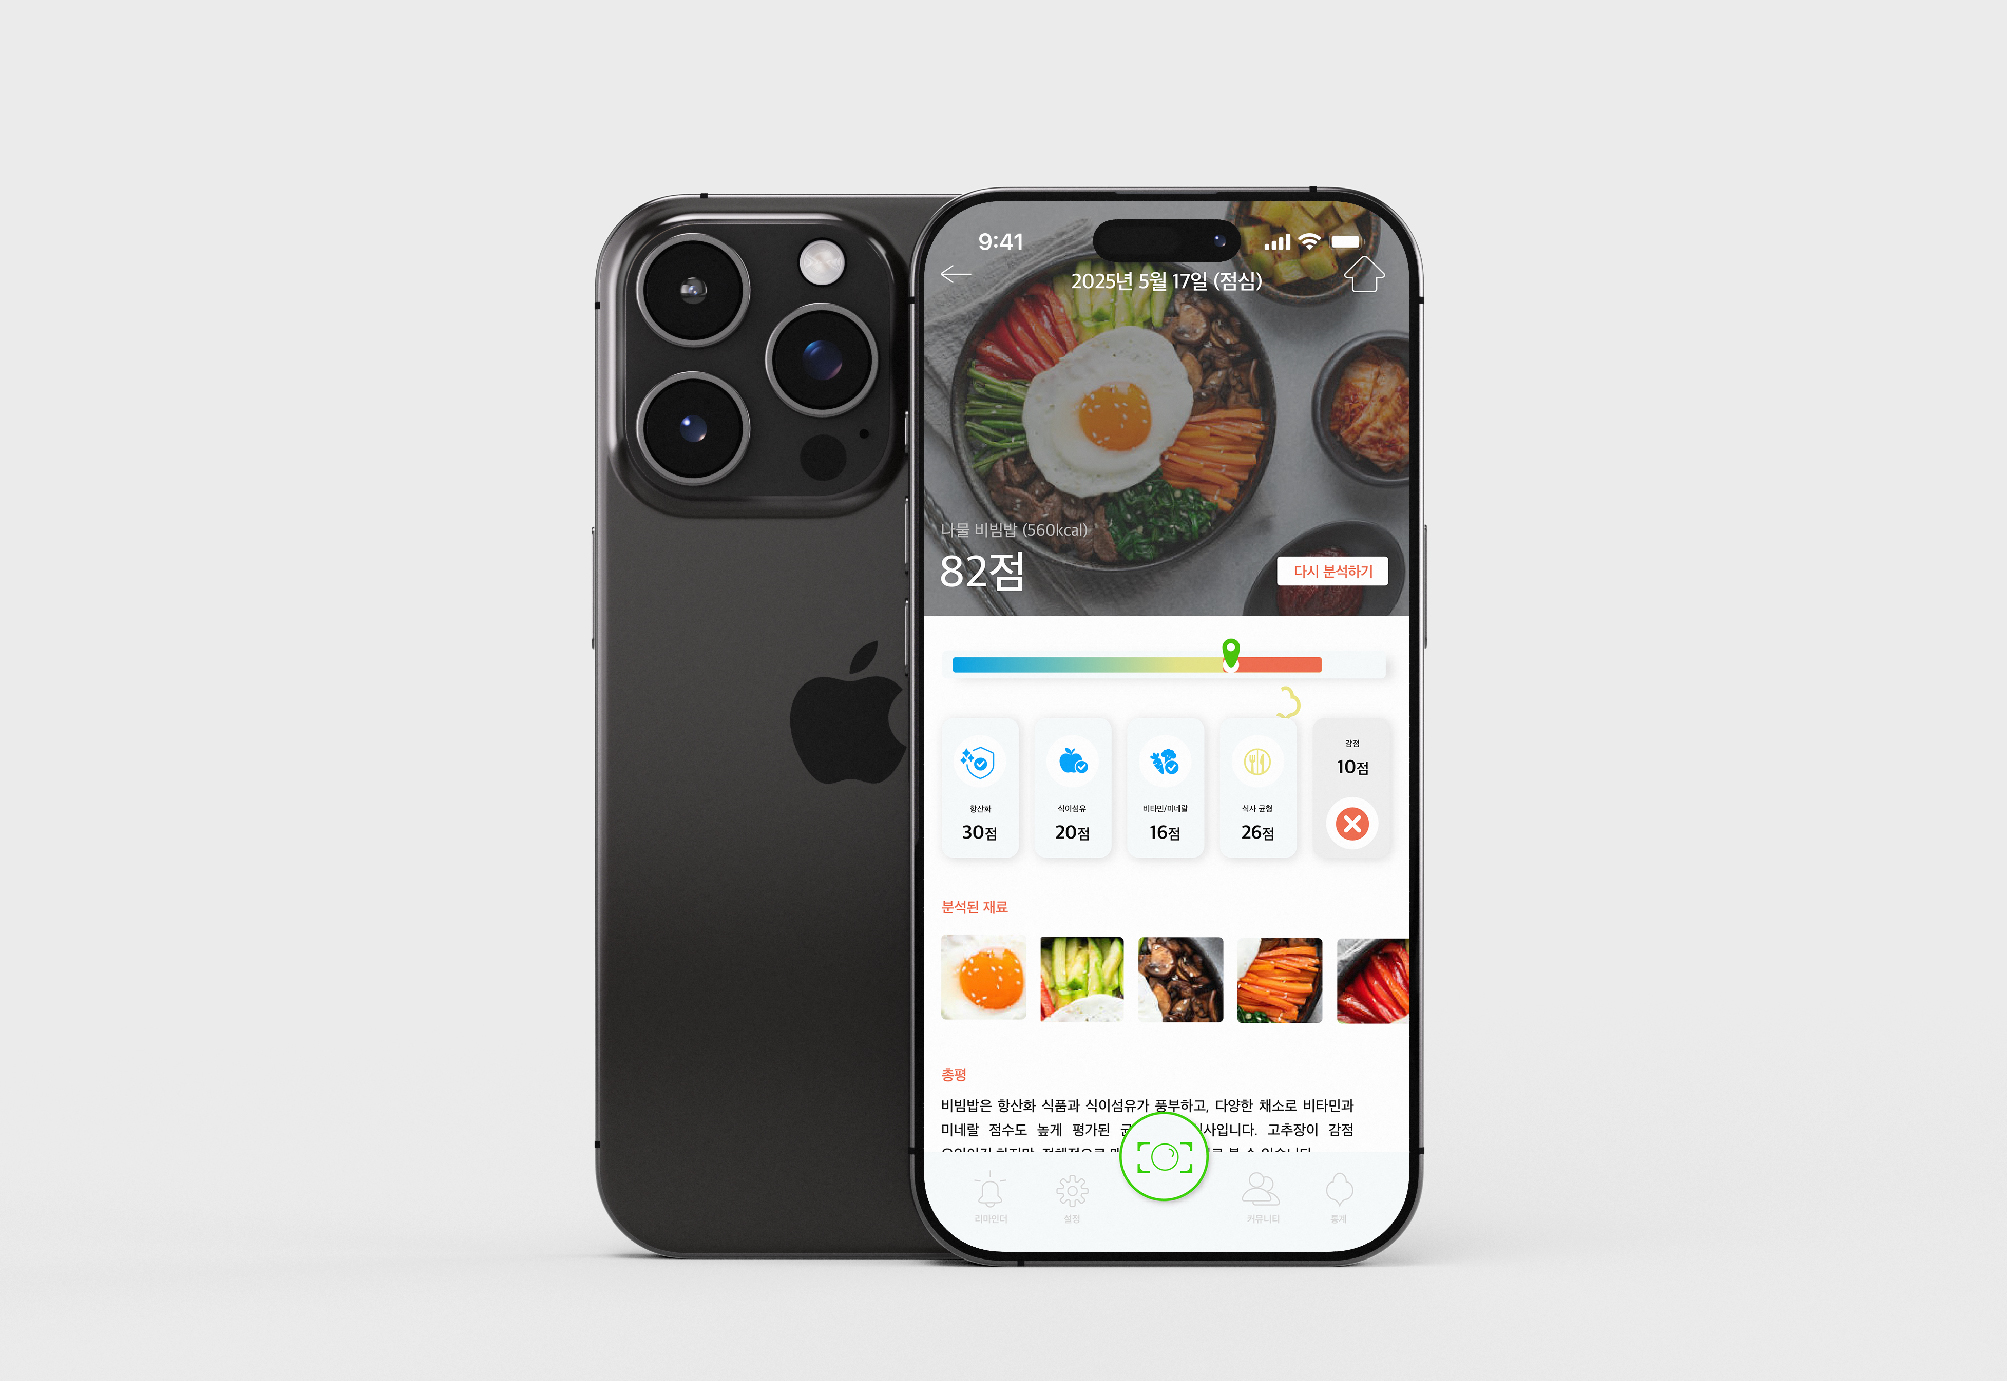 9:41
2025년 5월 17일 (점심)
나물 비빔밥 (560kcal)
82점
다시 분석하기
항산화
30점
식이섬유
20점
비타민/미네랄
16점
식사 균형
26점
감점
10점
분석된 재료
총평
비빔밥은 항산화 식품과 식이섬유가 풍부하고, 다양한 채소로 비타민과
미네랄 점수도 높게 평가된 식사입니다. 고추장이 감점
리마인더
설정
커뮤니티
통계